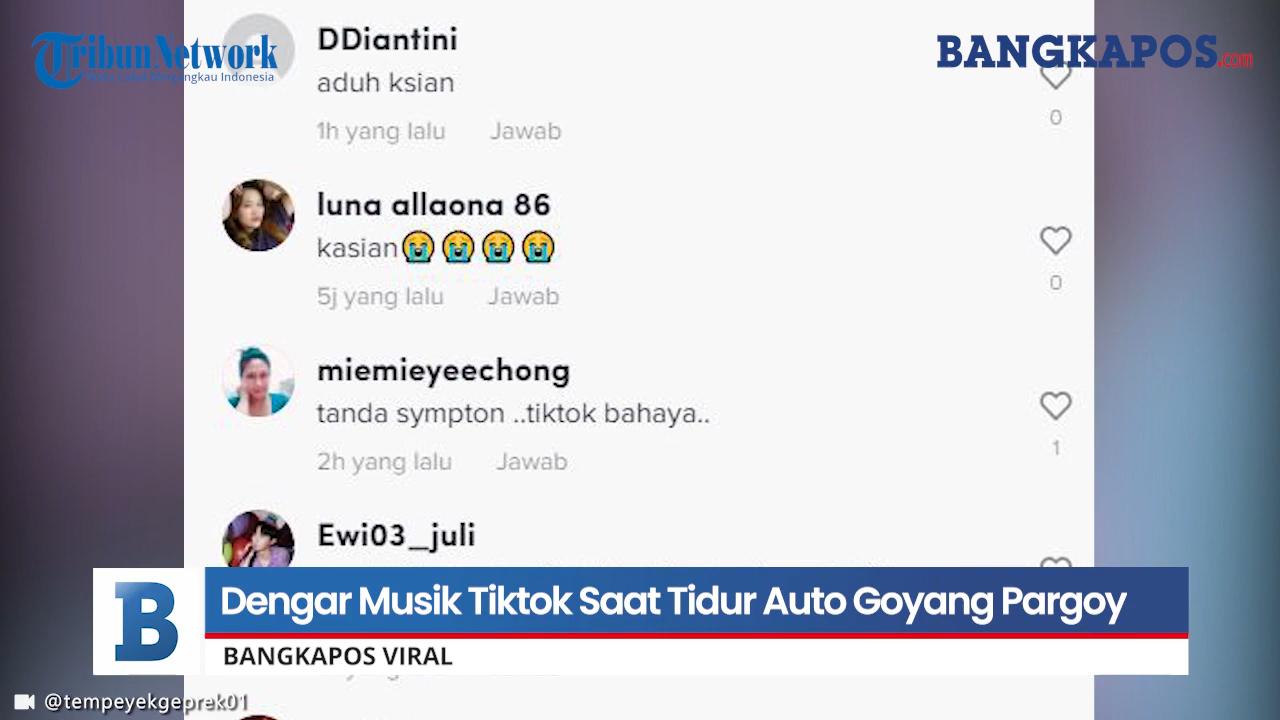 Tribun Network
BANGKAPOS.com
DDiantini
aduh ksian
1h yang lalu Jawab
0
luna allaona 86
kasian😭😭😭😭
5j yang lalu Jawab
0
miemieyeechong
tanda sympton ..tiktok bahaya..
2h yang lalu Jawab
1
Ewi03_juli
B
Dengar Musik Tiktok Saat Tidur Auto Goyang Pargoy
BANGKAPOS VIRAL
@tempeyekgeprek01